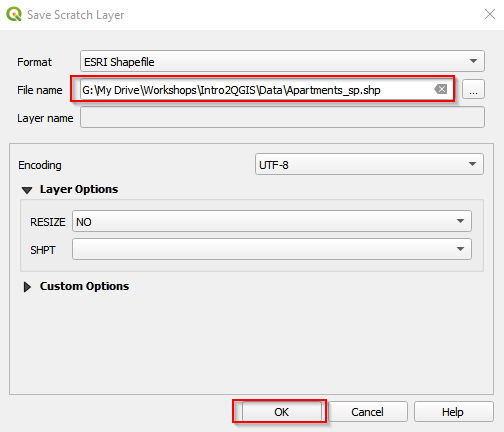 Save Scratch Layer
Format ESRI Shapefile
File name G:\My Drive\Workshops\Intro2QGIS\Data\Apartments_sp.shp ...
Layer name
Encoding UTF-8
Layer Options
RESIZE NO
SHPT
Custom Options
OK Cancel Help